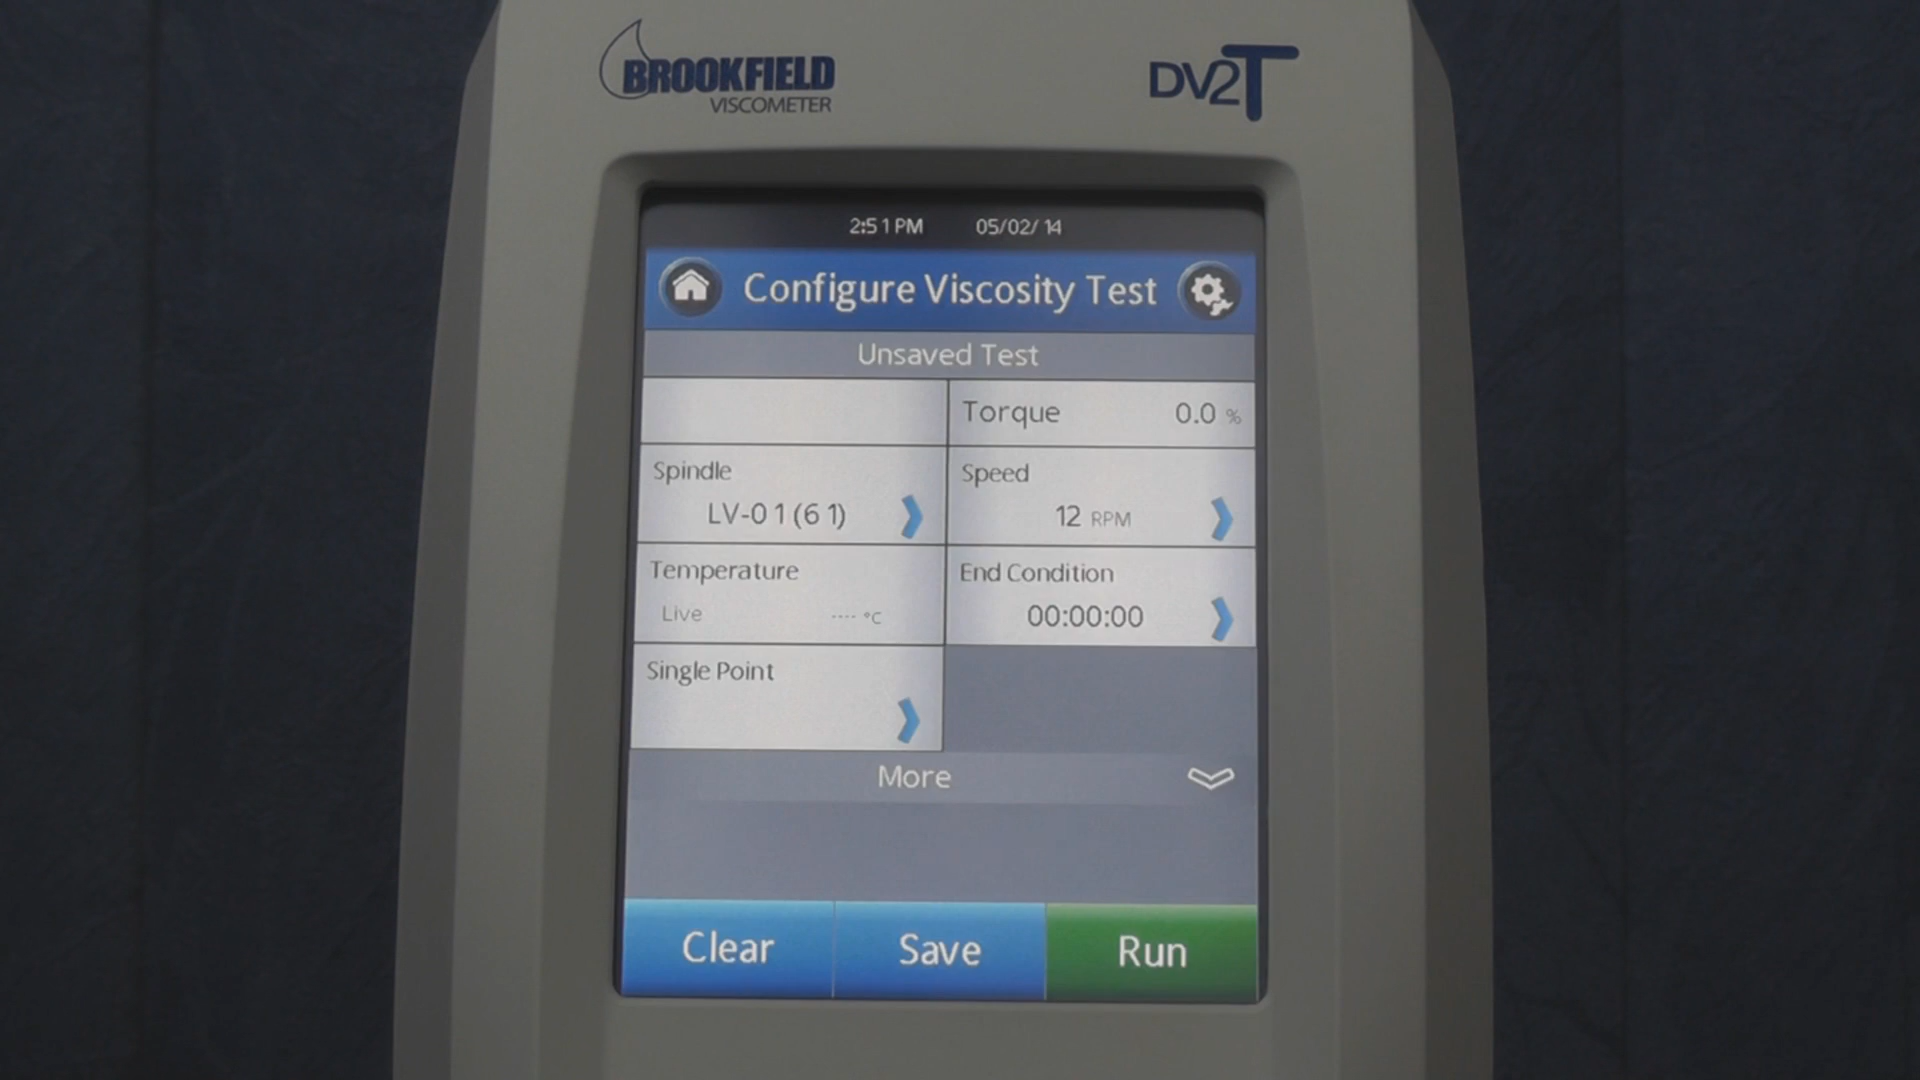 BROOKFIELD
VISCOMETER
DV2T
2:51 PM 05/02/14
Configure Viscosity Test
Unsaved Test
Torque 0.0 %
Spindle
LV-01(61)
Speed
12 RPM
Temperature
Live ---- °C
End Condition
00:00:00
Single Point
More
Clear Save Run